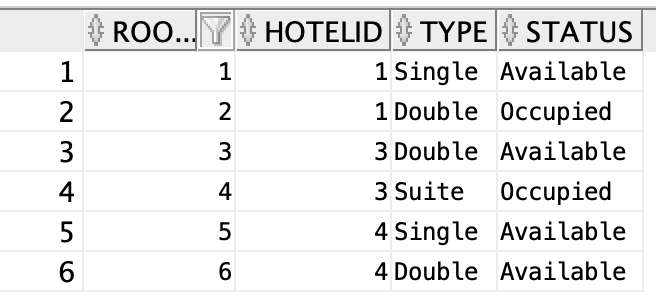 ROO... HOTELID TYPE STATUS
1 1 1 Single Available
2 2 1 Double Occupied
3 3 3 Double Available
4 4 3 Suite Occupied
5 5 4 Single Available
6 6 4 Double Available